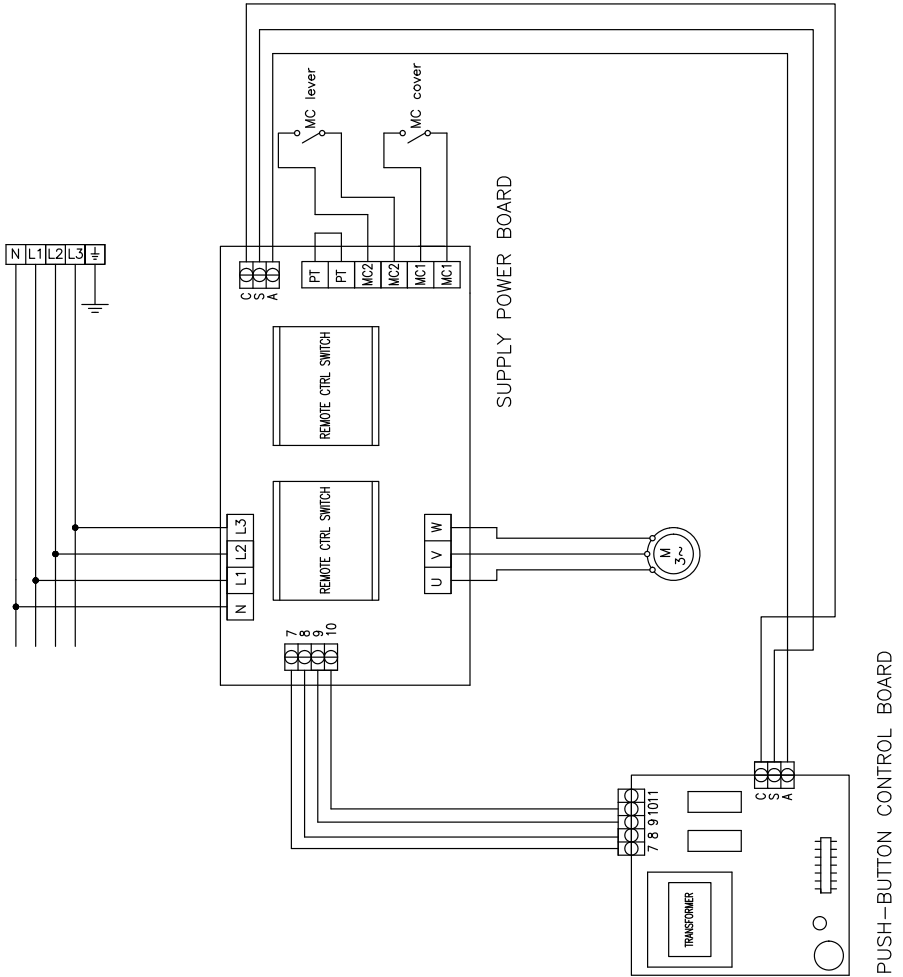 N L1 L2 L3
MC lever
MC cover
C
S
A
PT
PT
MC2
MC2
MC1
MC1
SUPPLY POWER BOARD
REMOTE CTRL SWITCH
REMOTE CTRL SWITCH
N L1 L2 L3
U V W
M
3~
7
8
9
10
7 8 9 10 11
C
S
A
TRANSFORMER
PUSH-BUTTON CONTROL BOARD